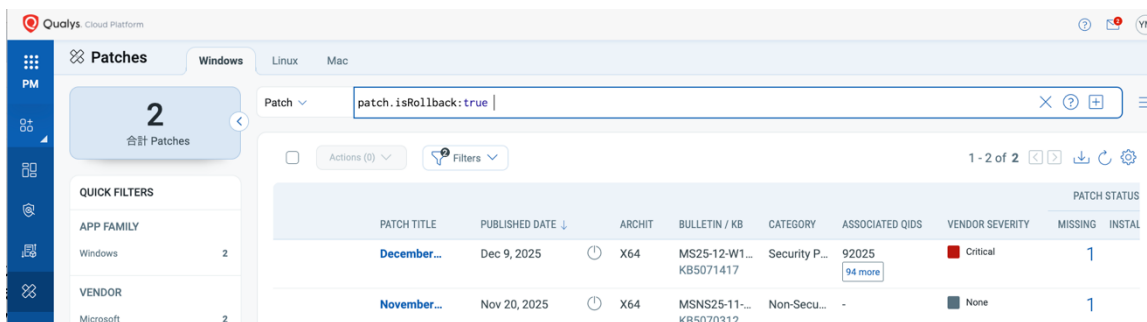 Qualys. Cloud Platform
Patches
Windows
Linux
Mac
PM
2
合計 Patches
Patch
patch.isRollback:true
Actions (0)
2
Filters
1 - 2 of 2
QUICK FILTERS
APP FAMILY
Windows 2
VENDOR
Microsoft 2
PATCH STATUS
PATCH TITLE PUBLISHED DATE ARCHIT BULLETIN / KB CATEGORY ASSOCIATED QIDS VENDOR SEVERITY MISSING INSTAL
December... Dec 9, 2025 X64 MS25-12-W1... Security P... 92025 Critical 1
KB5071417 94 more
November... Nov 20, 2025 X64 MSNS25-11-... Non-Secu... - None 1
KB5070312